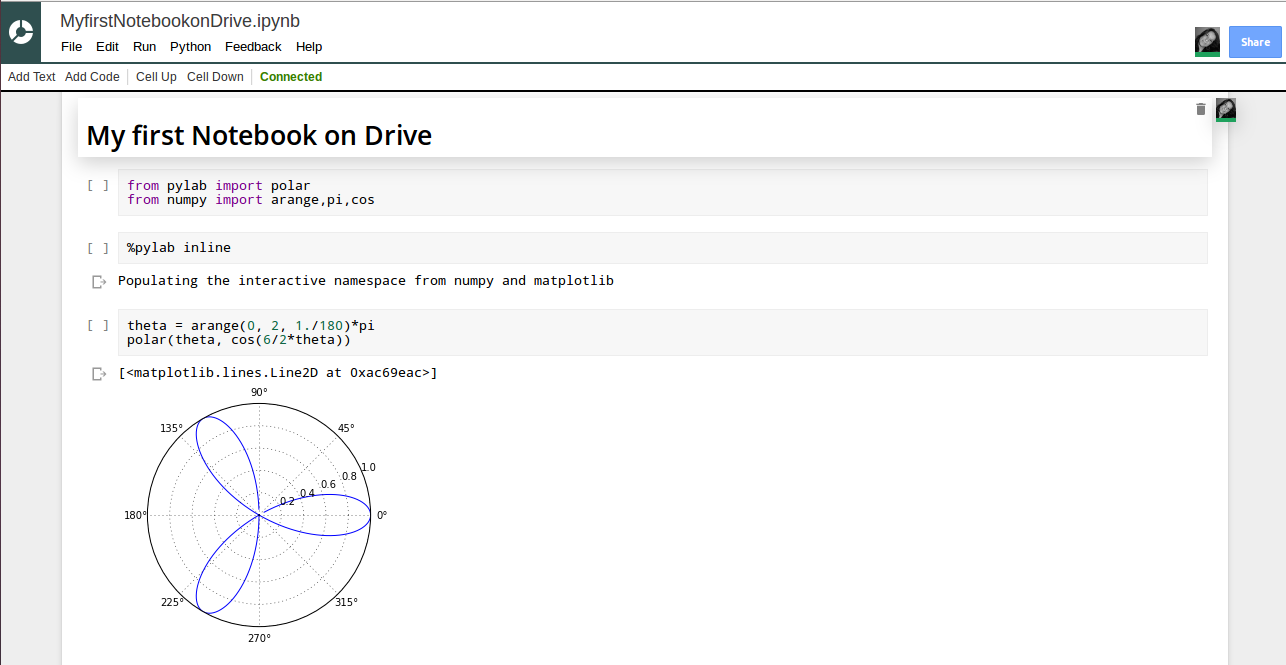 MyfirstNotebookonDrive.ipynb
File Edit Run Python Feedback Help
Share
Add Text Add Code Cell Up Cell Down Connected
My first Notebook on Drive
[ ] from pylab import polar
from numpy import arange,pi,cos
[ ] %pylab inline
Populating the interactive namespace from numpy and matplotlib
[ ] theta = arange(0, 2, 1./180)*pi
polar(theta, cos(6/2*theta))
[<matplotlib.lines.Line2D at 0xac69eac>]
90°
135° 45°
1.0
0.8
0.6
0.4
0.2
180° 0°
225° 315°
270°